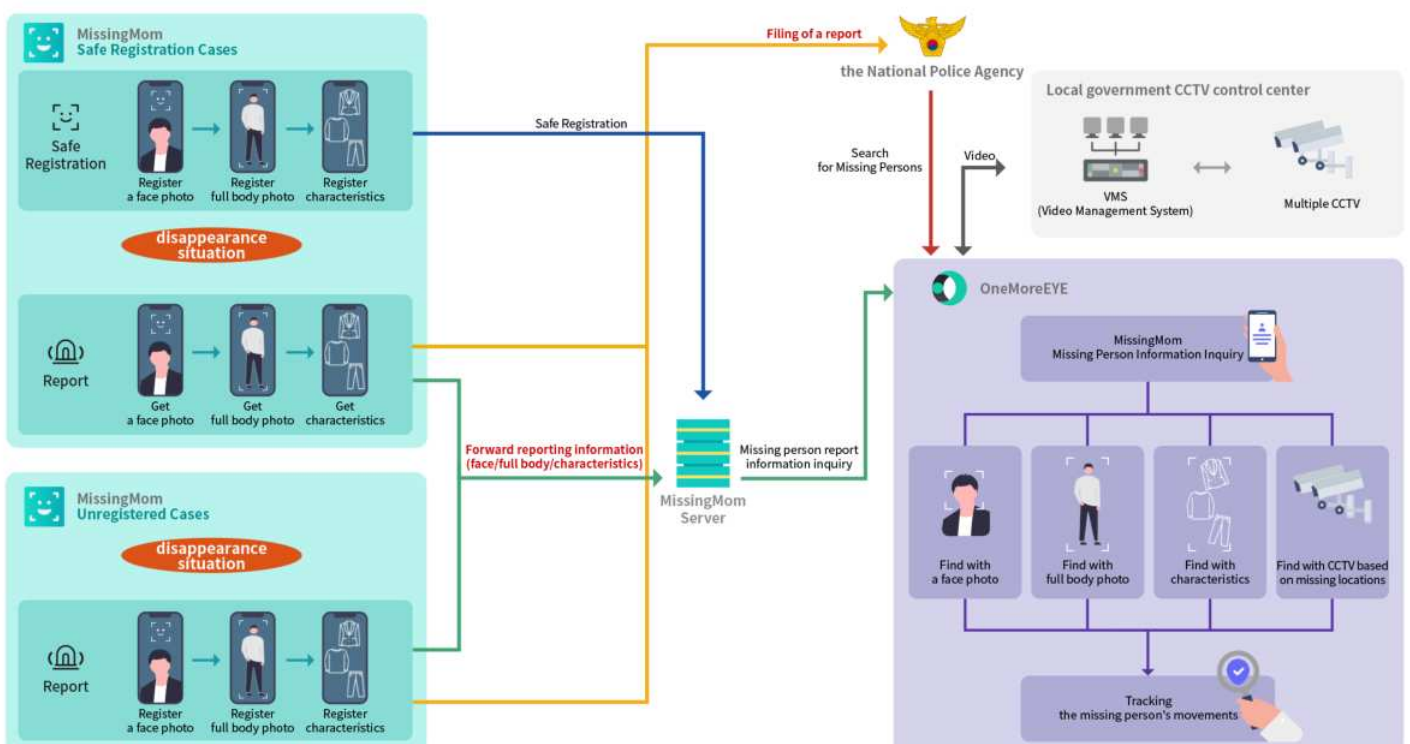 MissingMom
Safe Registration Cases
Safe
Registration
Register
a face photo
Register
full body photo
Register
characteristics
disappearance
situation
Report
Get
a face photo
Get
full body photo
Get
characteristics
MissingMom
Unregistered Cases
disappearance
situation
Report
Register
a face photo
Register
full body photo
Register
characteristics
Filing of a report
the National Police Agency
Safe Registration
Search
for Missing Persons
Video
Local government CCTV control center
VMS
(Video Management System)
Multiple CCTV
Forward reporting information
(face/full body/characteristics)
MissingMom
Server
Missing person report
information inquiry
OneMoreEYE
MissingMom
Missing Person Information Inquiry
Find with
a face photo
Find with
full body photo
Find with
characteristics
Find with CCTV based
on missing locations
Tracking
the missing person's movements